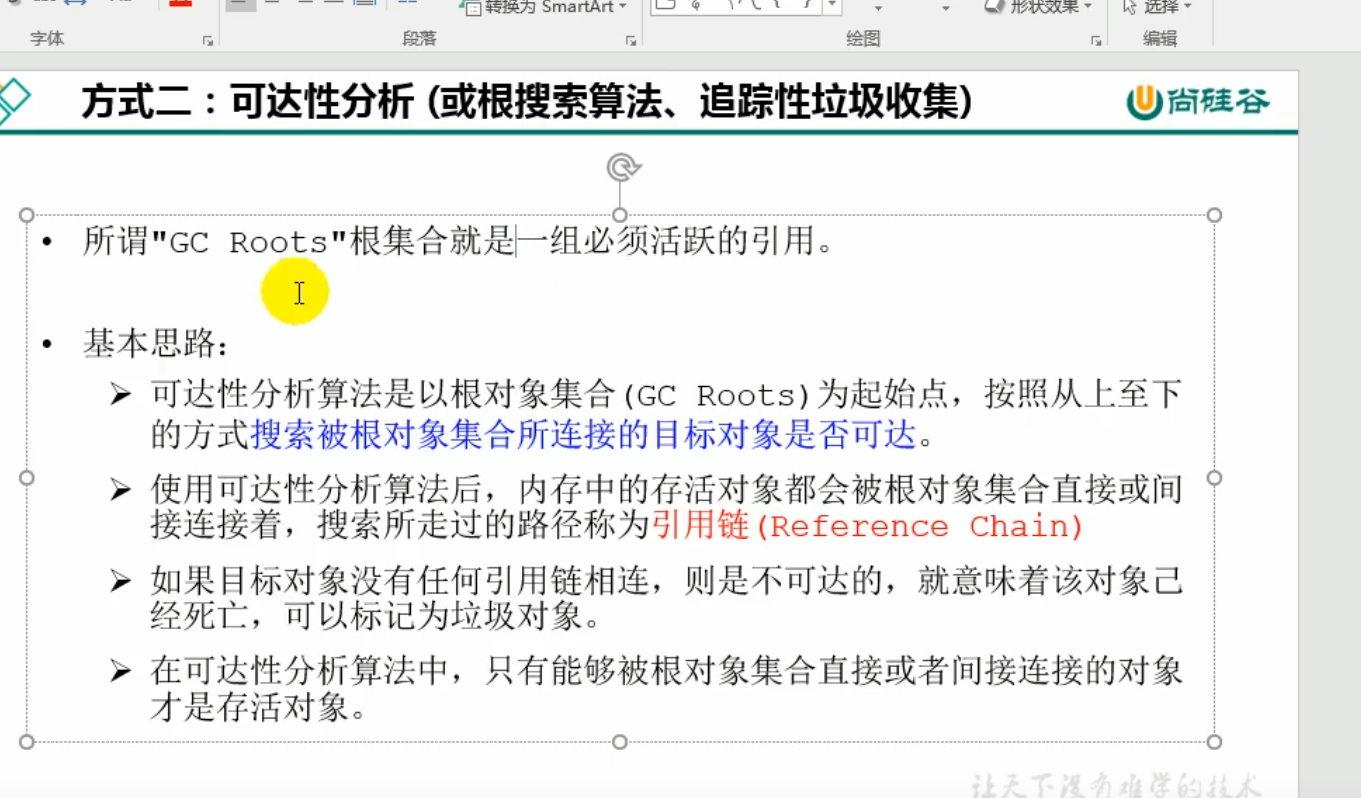 转换为 SmartArt
形状效果
选择
字体
段落
绘图
编辑
方式二：可达性分析 (或根搜索算法、追踪性垃圾收集)
尚硅谷
• 所谓"GC Roots"根集合就是一组必须活跃的引用。
• 基本思路：
➢ 可达性分析算法是以根对象集合(GC Roots)为起始点，按照从上至下
的方式搜索被根对象集合所连接的目标对象是否可达。
➢ 使用可达性分析算法后，内存中的存活对象都会被根对象集合直接或间
接连接着，搜索所走过的路径称为引用链(Reference Chain)
➢ 如果目标对象没有任何引用链相连，则是不可达的，就意味着该对象己
经死亡，可以标记为垃圾对象。
➢ 在可达性分析算法中，只有能够被根对象集合直接或者间接连接的对象
才是存活对象。
让天下没有难学的技术